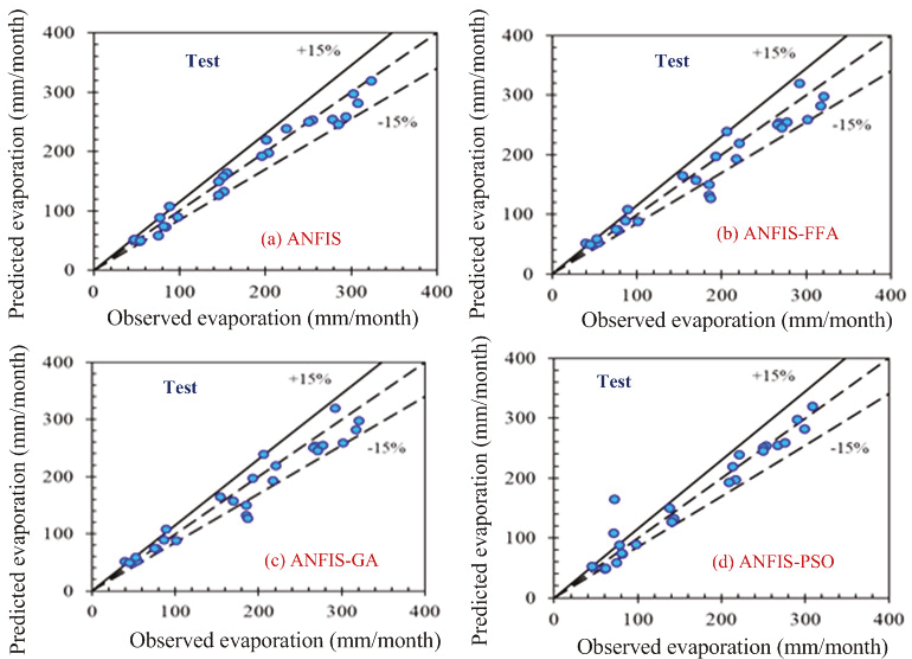 400
300
200
100
0
0 100 200 300 400
Predicted evaporation (mm/month)
Observed evaporation (mm/month)
Test
+15%
-15%
(a) ANFIS
400
300
200
100
0
0 100 200 300 400
Predicted evaporation (mm/month)
Observed evaporation (mm/month)
Test
+15%
-15%
(b) ANFIS-FFA
400
300
200
100
0
0 100 200 300 400
Predicted evaporation (mm/month)
Observed evaporation (mm/month)
Test
+15%
-15%
(c) ANFIS-GA
400
300
200
100
0
0 100 200 300 400
Predicted evaporation (mm/month)
Observed evaporation (mm/month)
Test
+15%
-15%
(d) ANFIS-PSO